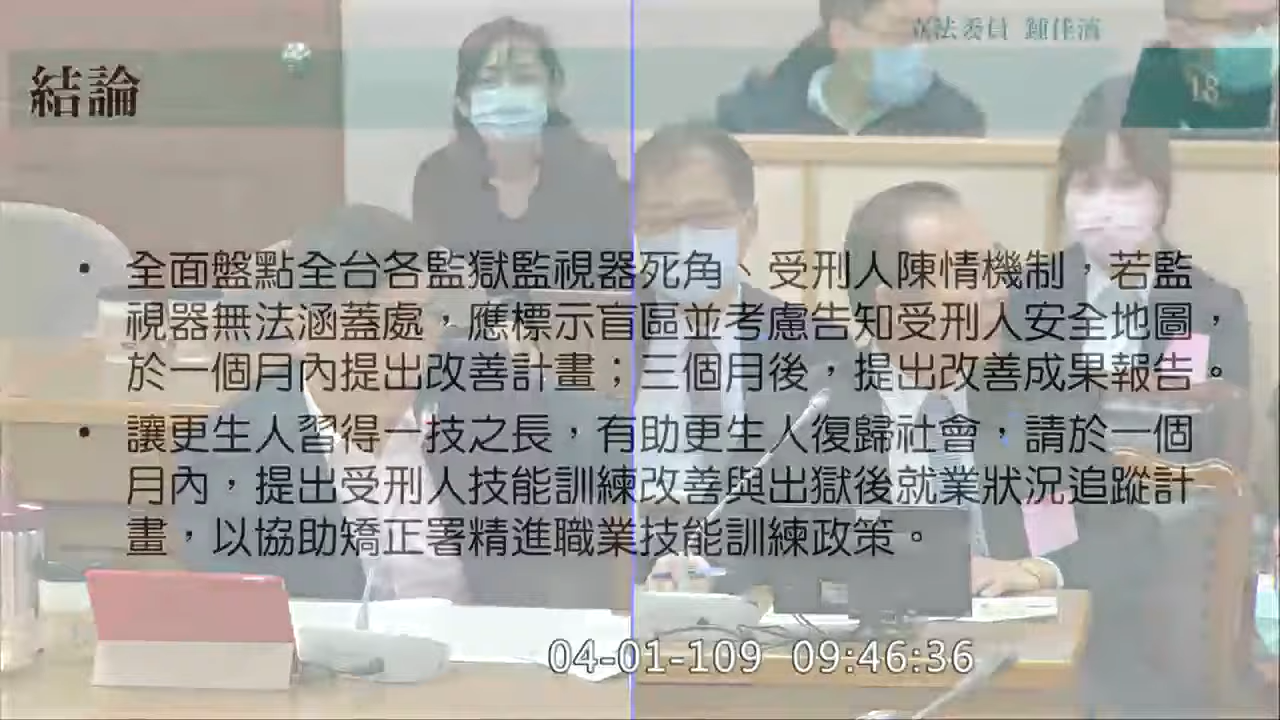 立法委員 鍾佳濱
結論
18
• 全面盤點全台各監獄監視器死角、受刑人陳情機制，若監
視器無法涵蓋處，應標示盲區並考慮告知受刑人安全地圖，
於一個月內提出改善計畫；三個月後，提出改善成果報告。
• 讓更生人習得一技之長，有助更生人復歸社會，請於一個
月內，提出受刑人技能訓練改善與出獄後就業狀況追蹤計
畫，以協助矯正署精進職業技能訓練政策。
04-01-109 09:46:36